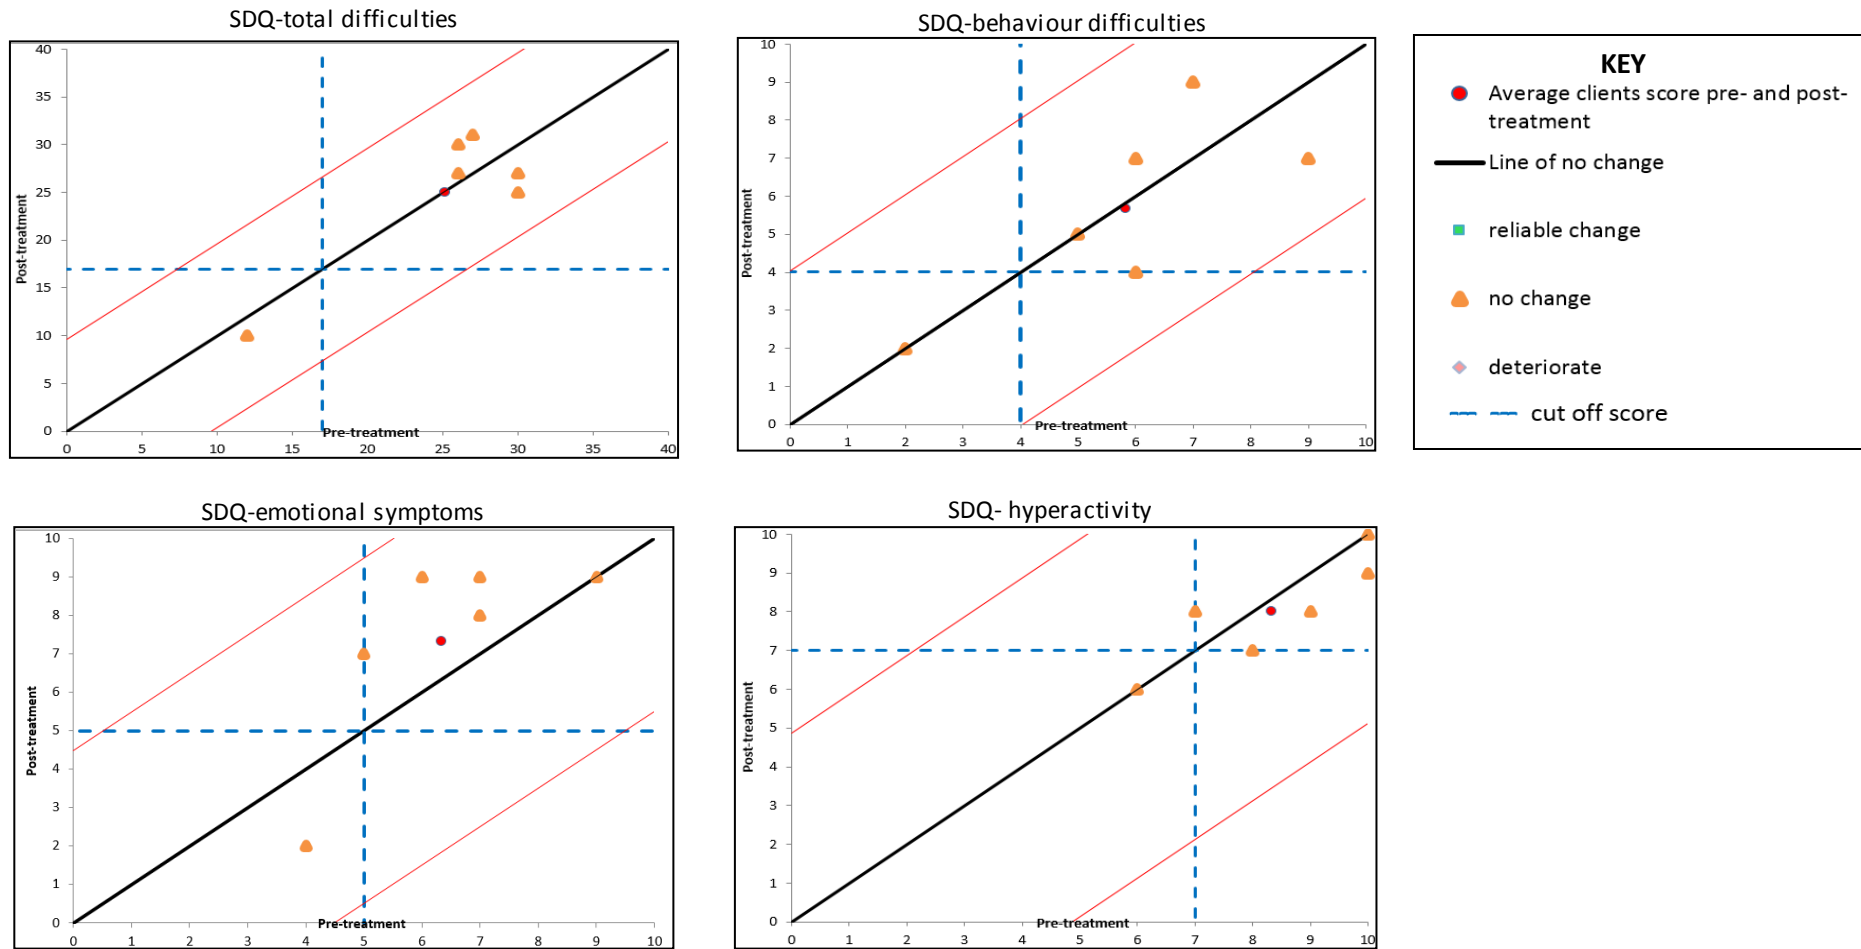 SDQ-total difficulties
40
35
30
25
20
15
10
5
0
Post-treatment
Pre-treatment
0 5 10 15 20 25 30 35 40
SDQ-behaviour difficulties
10
9
8
7
6
5
4
3
2
1
0
Post-treatment
Pre-treatment
0 1 2 3 4 5 6 7 8 9 10
KEY
Average clients score pre- and post-
treatment
Line of no change
reliable change
no change
deteriorate
cut off score
SDQ-emotional symptoms
10
9
8
7
6
5
4
3
2
1
0
Post-treatment
Pre-treatment
0 1 2 3 4 5 6 7 8 9 10
SDQ- hyperactivity
10
9
8
7
6
5
4
3
2
1
0
Post-treatment
Pre-treatment
0 1 2 3 4 5 6 7 8 9 10